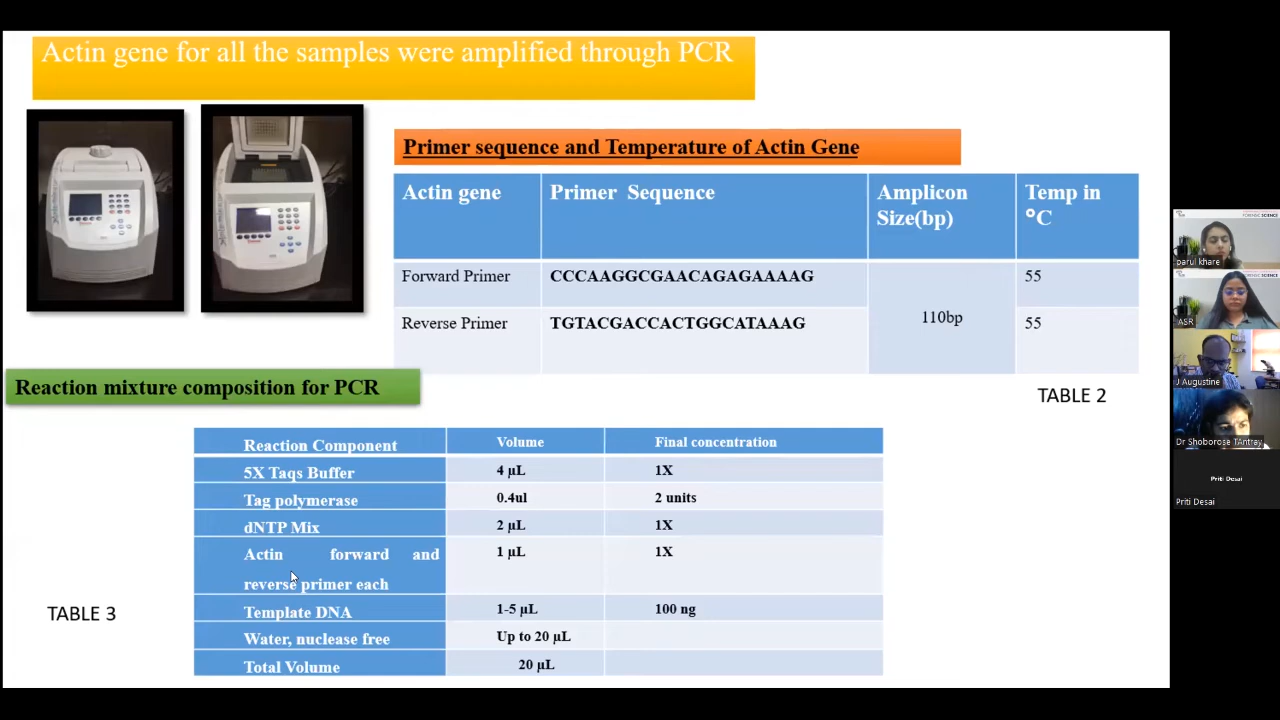 Actin gene for all the samples were amplified through PCR
Primer sequence and Temperature of Actin Gene
Actin gene
Primer Sequence
Amplicon
Size(bp)
Temp in
°C
Forward Primer
CCCAAGGCGAACAGAGAAAAG
110bp
55
Reverse Primer
TGTACGACCACTGGCATAAAG
55
TABLE 2
Reaction mixture composition for PCR
Reaction Component
Volume
Final concentration
5X Taqs Buffer
4 µL
1X
Tag polymerase
0.4ul
2 units
dNTP Mix
2 µL
1X
Actin forward and
reverse primer each
1 µL
1X
Template DNA
1-5 µL
100 ng
Water, nuclease free
Up to 20 µL
Total Volume
20 µL
TABLE 3
parul khare
ASR
J Augustine
Dr Shoborose TAntray
Priti Desai
Priti Desai